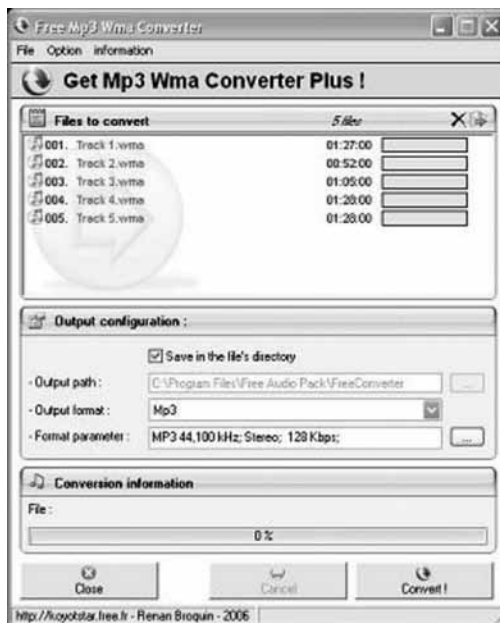 Free Mp3 Wma Converter
File Option information
Get Mp3 Wma Converter Plus !
Files to convert 5 files
001. Track 1.wma 01:27:00
002. Track 2.wma 00:52:00
003. Track 3.wma 01:05:00
004. Track 4.wma 01:28:00
005. Track 5.wma 01:28:00
Output configuration :
Save in the file's directory
- Output path : C:\Program Files\Free Audio Pack\FreeConverter ...
- Output format : Mp3
- Format parameter : MP3 44,100 kHz; Stereo; 128 Kbps; ...
Conversion information
File :
0 %
Close Cancel Convert !
http://koyotstar.free.fr - Renan Broquin - 2006